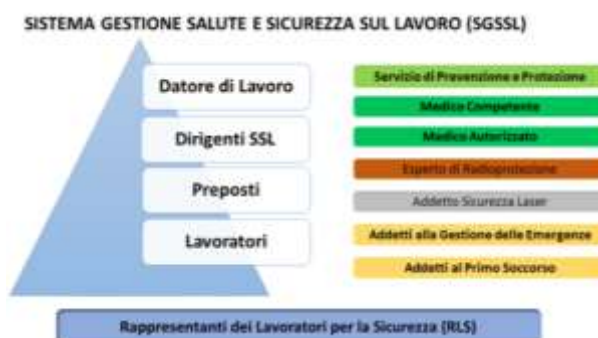 SISTEMA GESTIONE SALUTE E SICUREZZA SUL LAVORO (SGSSL)
Datore di Lavoro
Dirigenti SSL
Preposti
Lavoratori
Servizio di Prevenzione e Protezione
Medico Competente
Medico Autorizzato
Esperto di Radioprotezione
Addetto Sicurezza Laser
Addetti alla Gestione delle Emergenze
Addetti al Primo Soccorso
Rappresentanti dei Lavoratori per la Sicurezza (RLS)